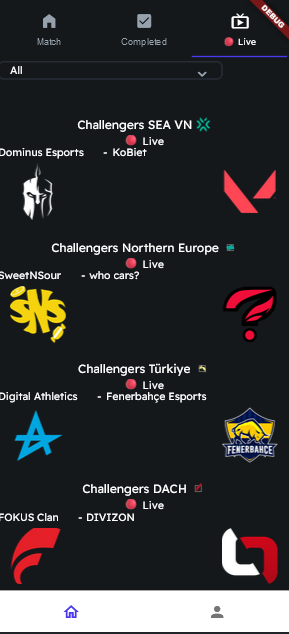 DEBUG
Match
Completed
Live
All
Challengers SEA VN
Live
Dominus Esports - KoBiet
Challengers Northern Europe
Live
SweetNSour - who cars?
SNS
Challengers Türkiye
Live
Digital Athletics - Fenerbahçe Esports
FENERBAHCE
Challengers DACH
Live
FOKUS Clan - DIVIZON